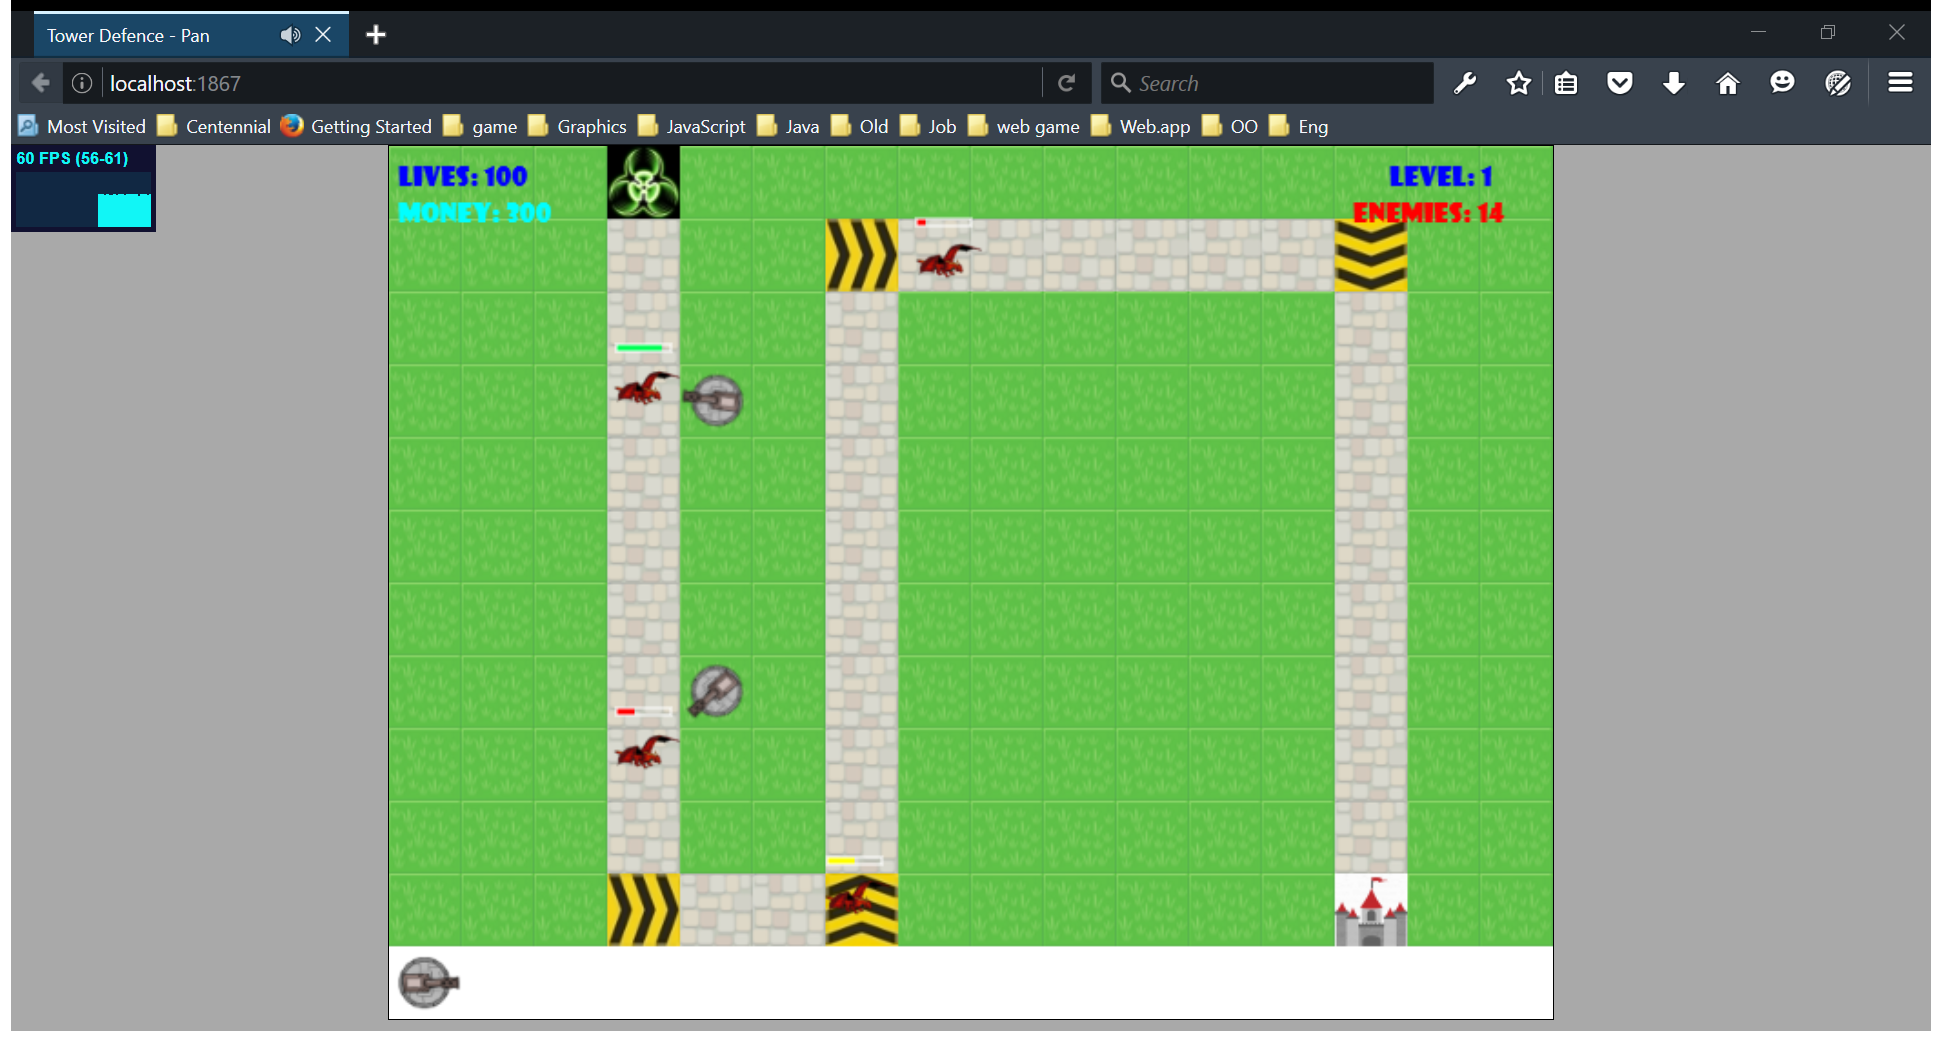 Tower Defence - Pan
localhost:1867
Search
Most Visited Centennial Getting Started game Graphics JavaScript Java Old Job web game Web.app OO Eng
60 FPS (56-61)
LIVES: 100
LEVEL: 1
MONEY: 300
ENEMIES: 14